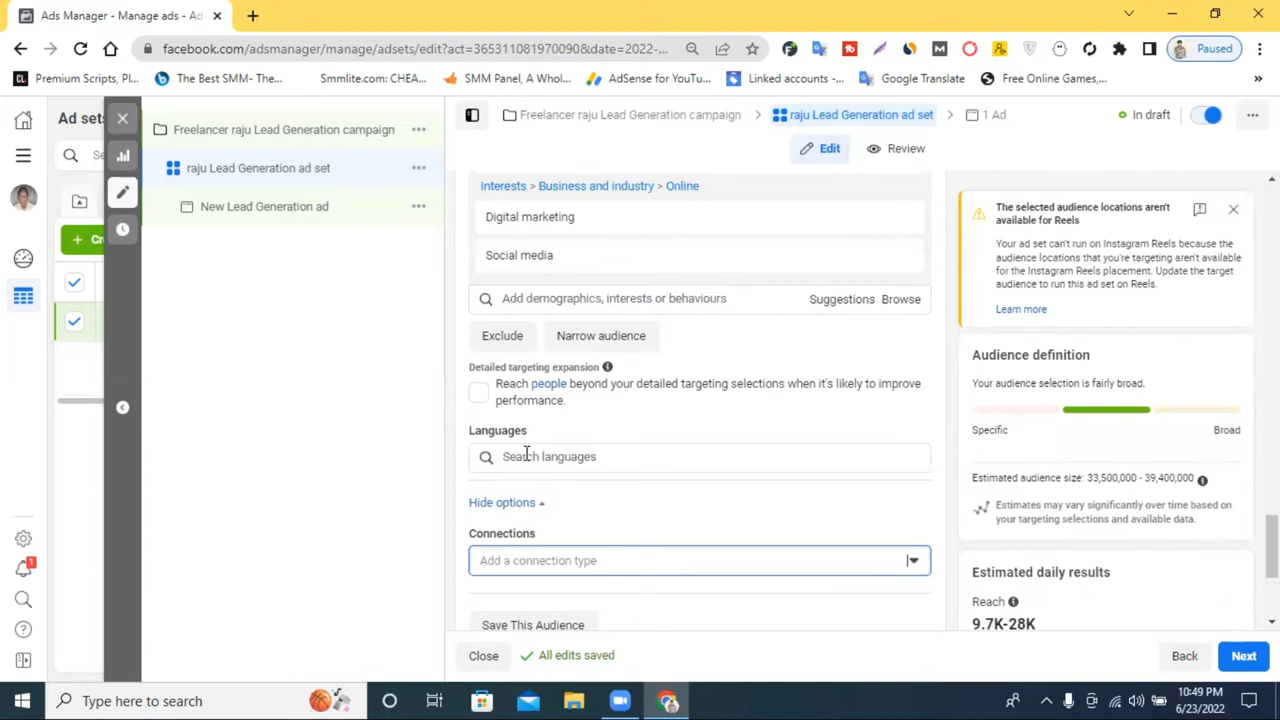 Ads Manager - Manage ads - Ad
facebook.com/adsmanager/manage/adsets/edit?act=365311081970090&date=2022-...
Paused
Premium Scripts, Pl...
The Best SMM- The...
Smmlite.com: CHEA...
SMM Panel, A Whol...
AdSense for YouTu...
Linked accounts -...
Google Translate
Free Online Games,...
»
Ad sets
Freelancer raju Lead Generation campaign
raju Lead Generation ad set
New Lead Generation ad
Freelancer raju Lead Generation campaign > raju Lead Generation ad set > 1 Ad
In draft
Edit
Review
Interests > Business and industry > Online
Digital marketing
Social media
Add demographics, interests or behaviours
Suggestions
Browse
Exclude
Narrow audience
Detailed targeting expansion
Reach people beyond your detailed targeting selections when it's likely to improve
performance.
Languages
Search languages
Hide options
Connections
Add a connection type
Save This Audience
The selected audience locations aren't
available for Reels
Your ad set can't run on Instagram Reels because the
audience locations that you're targeting aren't
available for the Instagram Reels placement. Update the target
audience to run this ad set on Reels.
Learn more
Audience definition
Your audience selection is fairly broad.
Specific
Broad
Estimated audience size: 33,500,000 - 39,400,000
Estimates may vary significantly over time based on
your targeting selections and available data.
Estimated daily results
Reach
9.7K-28K
Close
All edits saved
Back
Next
1
Type here to search
10:49 PM
6/23/2022